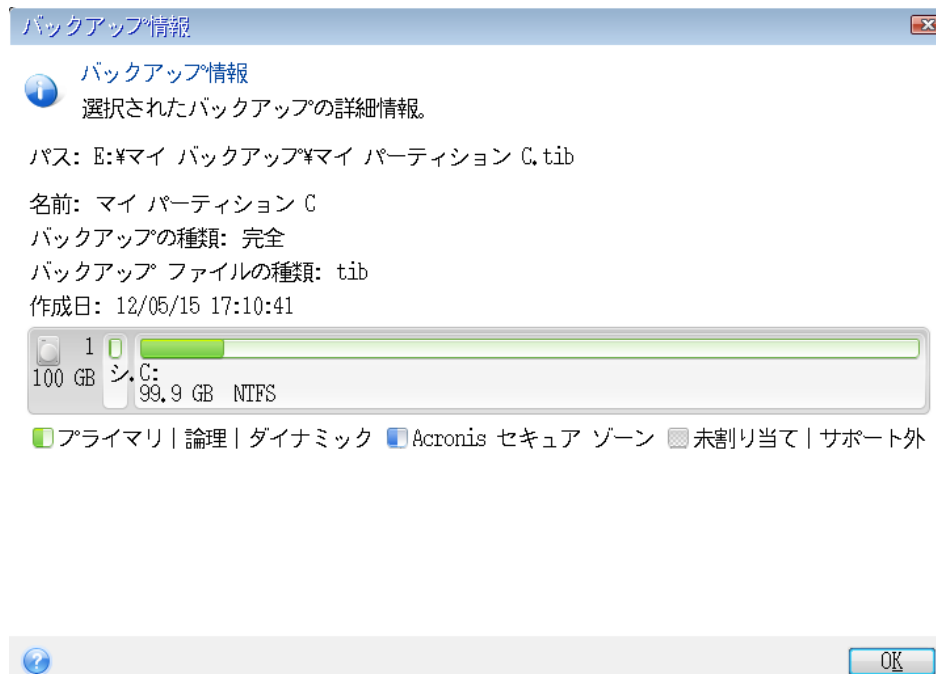 バックアップ情報
バックアップ情報
選択されたバックアップの詳細情報。
パス: E:¥マイ バックアップ¥マイ パーティション C.tib
名前: マイ パーティション C
バックアップの種類: 完全
バックアップ ファイルの種類: tib
作成日: 12/05/15 17:10:41
1
100 GB
シ.
C:
99.9 GB NTFS
プライマリ|論理|ダイナミック Acronis セキュア ゾーン 未割り当て|サポート外
OK